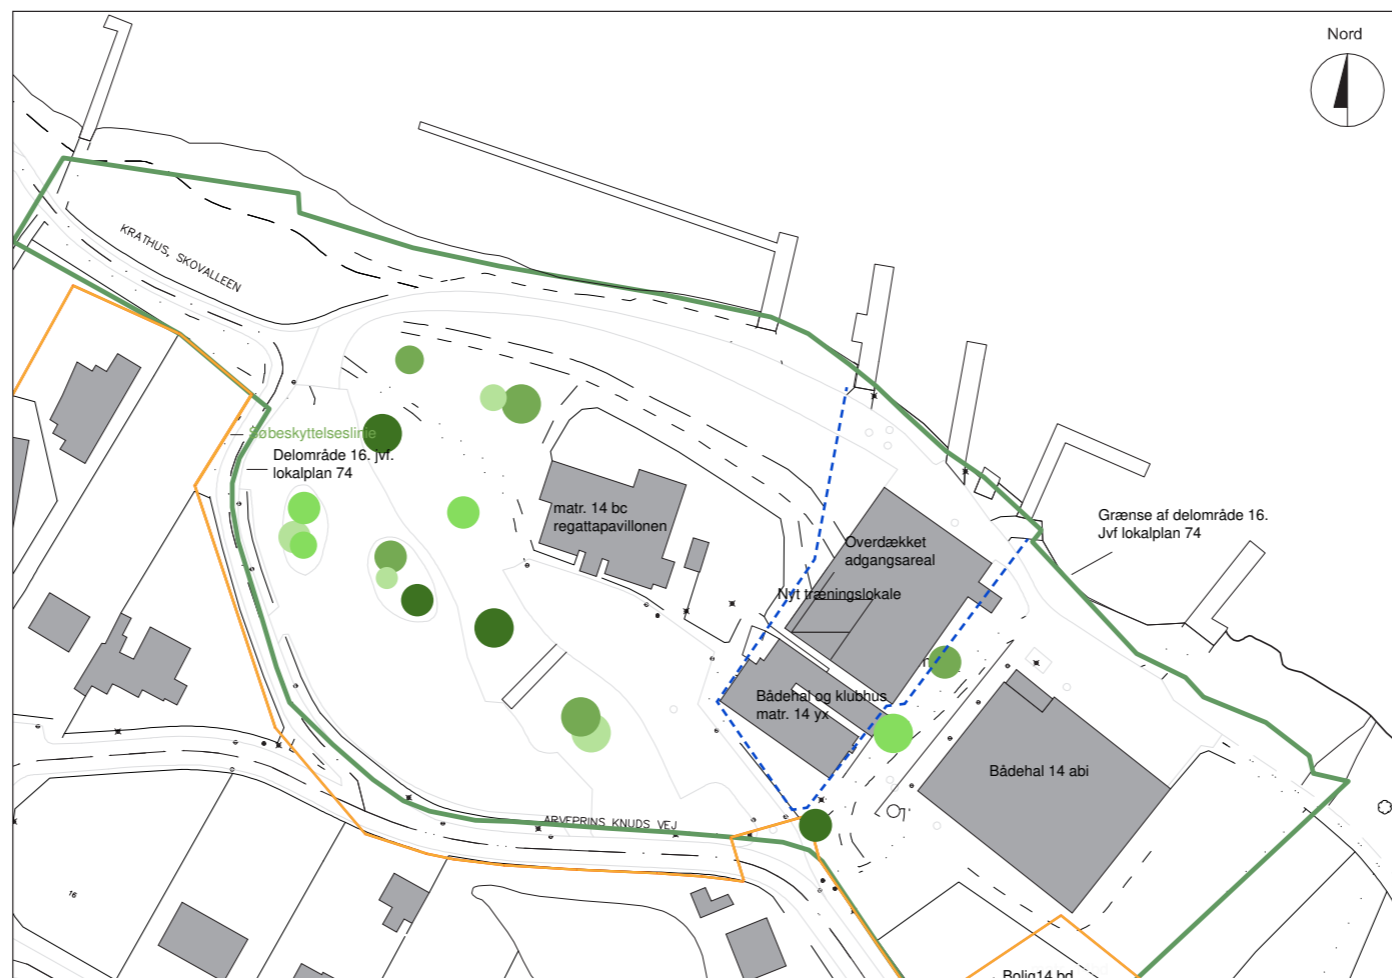 Nord
KRATHUS, SKOVALLEEN
Søbeskyttelseslinie
Delområde 16. jvf.
lokalplan 74
matr. 14 bc
regattapavillonen
Overdækket
adgangsareal
Nyt træningslokale
Grænse af delområde 16.
Jvf lokalplan 74
Bådehal og klubhus
matr. 14 yx
Bådehal 14 abi
ARVEPRINS KNUDS VEJ
16
Bolig14 bd